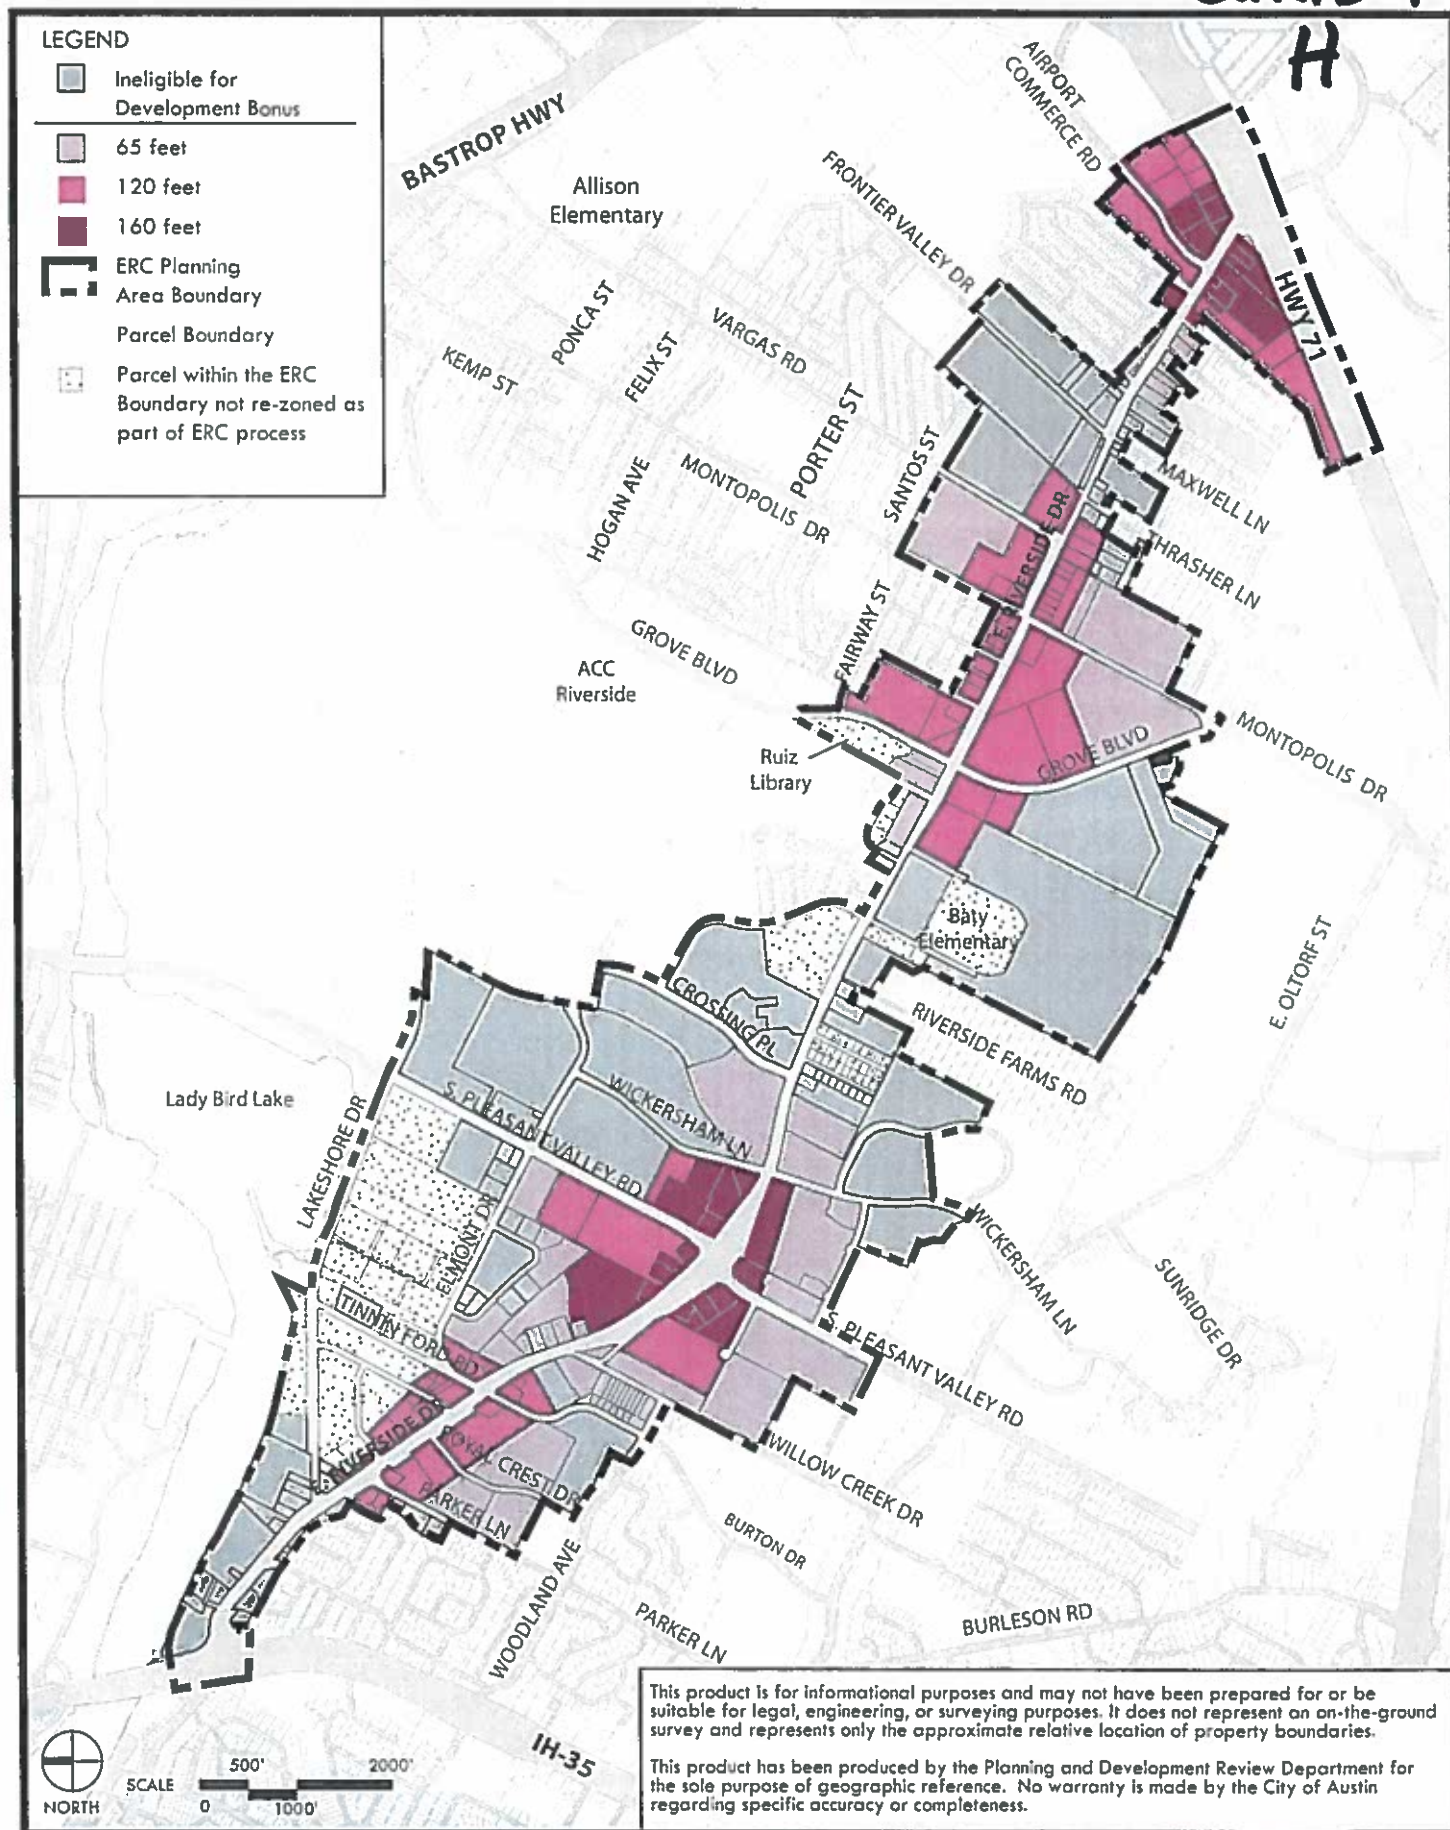 H
LEGEND
Ineligible for
Development Bonus
65 feet
120 feet
160 feet
ERC Planning
Area Boundary
Parcel Boundary
Parcel within the ERC
Boundary not re-zoned as
part of ERC process
BASTROP HWY
Allison
Elementary
AIRPORT
COMMERCE RD
FRONTIER VALLEY DR
HWY 71
PONCA ST
VARGAS RD
KEMP ST
FELIX ST
PORTER ST
SANTOS ST
MONTOPOLIS DR
HOGAN AVE
MAXWELL LN
THRASHER LN
E. RIVERSIDE DR
FAIRWAY ST
GROVE BLVD
ACC
Riverside
Ruiz
Library
GROVE BLVD
MONTOPOLIS DR
Baty
Elementary
E. OLTORF ST
CROSSING PL
RIVERSIDE FARMS RD
Lady Bird Lake
LAKESHORE DR
S. PLEASANT VALLEY RD
WICKERSHAM LN
ELMONT DR
WICKERSHAM LN
SUNRIDGE DR
TINNIN FORD RD
S. PLEASANT VALLEY RD
E. RIVERSIDE DR
ROYAL CREST DR
WILLOW CREEK DR
PARKER LN
BURTON DR
WOODLAND AVE
PARKER LN
BURLESON RD
IH-35
NORTH
SCALE
500'
2000'
0
1000'
This product is for informational purposes and may not have been prepared for or be
suitable for legal, engineering, or surveying purposes. It does not represent an on-the-ground
survey and represents only the approximate relative location of property boundaries.
This product has been produced by the Planning and Development Review Department for
the sole purpose of geographic reference. No warranty is made by the City of Austin
regarding specific accuracy or completeness.